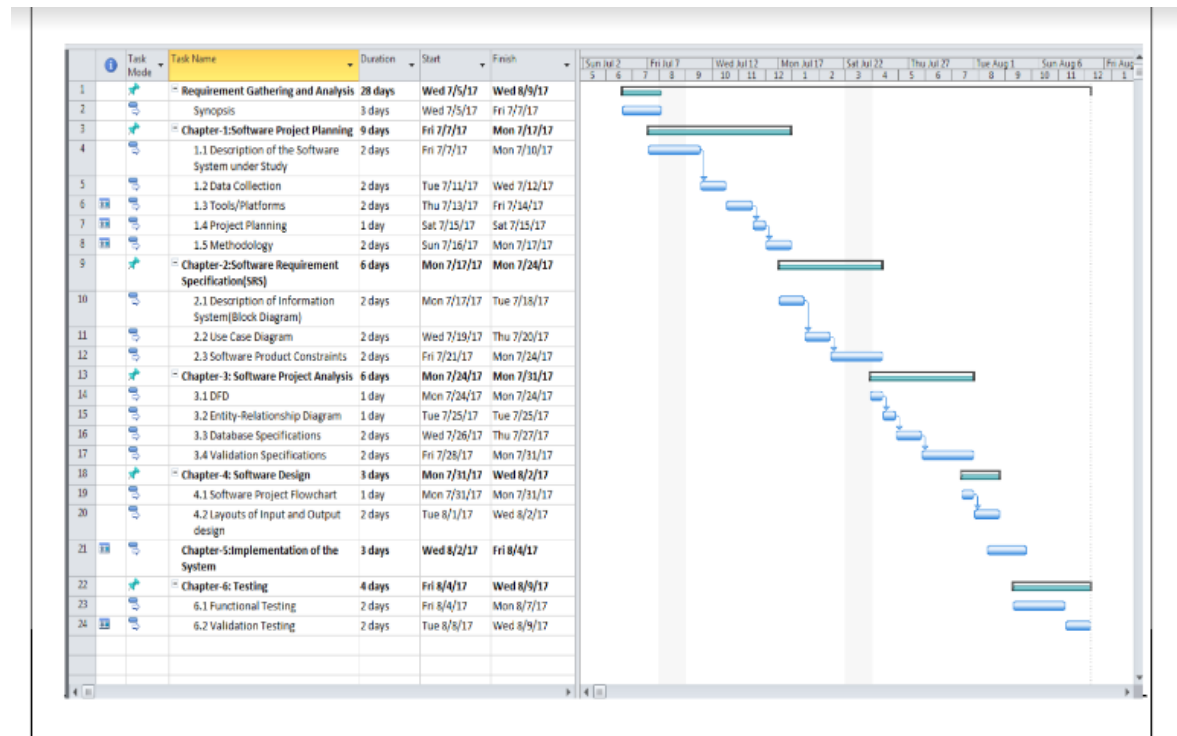 Task Mode Task Name Duration Start Finish
Sun Jul 2 Fri Jul 7 Wed Jul 12 Mon Jul 17 Sat Jul 22 Thu Jul 27 Tue Aug 1 Sun Aug 6 Fri Aug
5 6 7 8 9 10 11 12 1 2 3 4 5 6 7 8 9 10 11 12 1
1 Requirement Gathering and Analysis 28 days Wed 7/5/17 Wed 8/9/17
2 Synopsis 3 days Wed 7/5/17 Fri 7/7/17
3 Chapter-1:Software Project Planning 9 days Fri 7/7/17 Mon 7/17/17
4 1.1 Description of the Software 2 days Fri 7/7/17 Mon 7/10/17
System under Study
5 1.2 Data Collection 2 days Tue 7/11/17 Wed 7/12/17
6 1.3 Tools/Platforms 2 days Thu 7/13/17 Fri 7/14/17
7 1.4 Project Planning 1 day Sat 7/15/17 Sat 7/15/17
8 1.5 Methodology 2 days Sun 7/16/17 Mon 7/17/17
9 Chapter-2:Software Requirement 6 days Mon 7/17/17 Mon 7/24/17
Specification(SRS)
10 2.1 Description of Information 2 days Mon 7/17/17 Tue 7/18/17
System(Block Diagram)
11 2.2 Use Case Diagram 2 days Wed 7/19/17 Thu 7/20/17
12 2.3 Software Product Constraints 2 days Fri 7/21/17 Mon 7/24/17
13 Chapter-3: Software Project Analysis 6 days Mon 7/24/17 Mon 7/31/17
14 3.1 DFD 1 day Mon 7/24/17 Mon 7/24/17
15 3.2 Entity-Relationship Diagram 1 day Tue 7/25/17 Tue 7/25/17
16 3.3 Database Specifications 2 days Wed 7/26/17 Thu 7/27/17
17 3.4 Validation Specifications 2 days Fri 7/28/17 Mon 7/31/17
18 Chapter-4: Software Design 3 days Mon 7/31/17 Wed 8/2/17
19 4.1 Software Project Flowchart 1 day Mon 7/31/17 Mon 7/31/17
20 4.2 Layouts of Input and Output 2 days Tue 8/1/17 Wed 8/2/17
design
21 Chapter-5:Implementation of the 3 days Wed 8/2/17 Fri 8/4/17
System
22 Chapter-6: Testing 4 days Fri 8/4/17 Wed 8/9/17
23 6.1 Functional Testing 2 days Fri 8/4/17 Mon 8/7/17
24 6.2 Validation Testing 2 days Tue 8/8/17 Wed 8/9/17